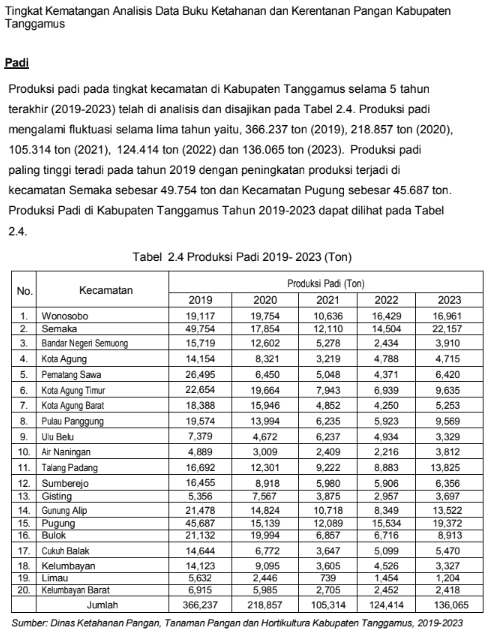 Tingkat Kematangan Analisis Data Buku Ketahanan dan Kerentanan Pangan Kabupaten
Tanggamus
Padi
Produksi padi pada tingkat kecamatan di Kabupaten Tanggamus selama 5 tahun
terakhir (2019-2023) telah di analisis dan disajikan pada Tabel 2.4. Produksi padi
mengalami fluktuasi selama lima tahun yaitu, 366.237 ton (2019), 218.857 ton (2020),
105.314 ton (2021), 124.414 ton (2022) dan 136.065 ton (2023). Produksi padi
paling tinggi teradi pada tahun 2019 dengan peningkatan produksi terjadi di
kecamatan Semaka sebesar 49.754 ton dan Kecamatan Pugung sebesar 45.687 ton.
Produksi Padi di Kabupaten Tanggamus Tahun 2019-2023 dapat dilihat pada Tabel
2.4.
Tabel 2.4 Produksi Padi 2019- 2023 (Ton)
No. Kecamatan Produksi Padi (Ton)
2019 2020 2021 2022 2023
1. Wonosobo 19,117 19,754 10,636 16,429 16,961
2. Semaka 49,754 17,854 12,110 14,504 22,157
3. Bandar Negeri Semuong 15,719 12,602 5,278 2,434 3,910
4. Kota Agung 14,154 8,321 3,219 4,788 4,715
5. Pematang Sawa 26,495 6,450 5,048 4,371 6,420
6. Kota Agung Timur 22,654 19,664 7,943 6,939 9,635
7. Kota Agung Barat 18,388 15,946 4,852 4,250 5,253
8. Pulau Panggung 19,574 13,994 6,235 5,923 9,569
9. Ulu Belu 7,379 4,672 6,237 4,934 3,329
10. Air Naningan 4,889 3,009 2,409 2,216 3,812
11. Talang Padang 16,692 12,301 9,222 8,883 13,825
12. Sumberejo 16,455 8,918 5,980 5,906 6,356
13. Gisting 5,356 7,567 3,875 2,957 3,697
14. Gunung Alip 21,478 14,824 10,718 8,349 13,522
15. Pugung 45,687 15,139 12,089 15,534 19,372
16. Bulok 21,132 19,994 6,857 6,716 8,913
17. Cukuh Balak 14,644 6,772 3,647 5,099 5,470
18. Kelumbayan 14,123 9,095 3,605 4,526 3,327
19. Limau 5,632 2,446 739 1,454 1,204
20. Kelumbayan Barat 6,915 5,985 2,705 2,452 2,418
Jumlah 366,237 218,857 105,314 124,414 136,065
Sumber: Dinas Ketahanan Pangan, Tanaman Pangan dan Hortikultura Kabupaten Tanggamus, 2019-2023